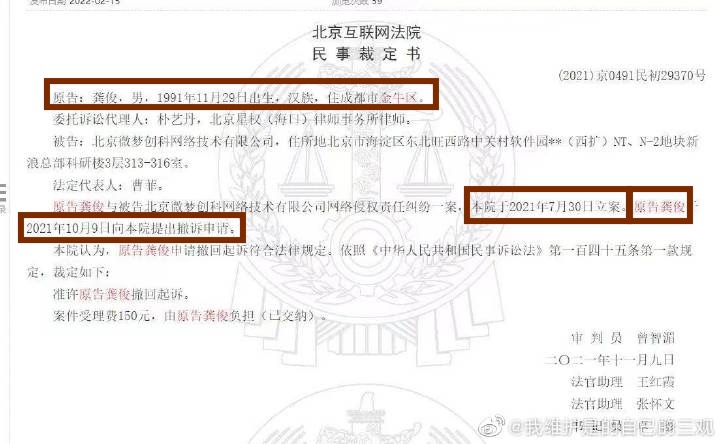 发布日期 2022-02-15 浏览次数 59
北京互联网法院
民事裁定书
(2021)京0491民初29370号
原告:龚俊,男,1991年11月29日出生,汉族,住成都市金牛区。
委托诉讼代理人:朴艺丹,北京星权(海口)律师事务所律师。
被告:北京微梦创科网络技术有限公司,住所地北京市海淀区东北旺西路中关村软件园**(西扩)NT、N-2地块新
浪总部科研楼3层313-316室。
法定代表人:曹菲。
原告龚俊与被告北京微梦创科网络技术有限公司网络侵权责任纠纷一案,本院于2021年7月30日立案。原告龚俊于
2021年10月9日向本院提出撤诉申请。
本院认为,原告龚俊申请撤回起诉符合法律规定。依照《中华人民共和国民事诉讼法》第一百四十五条第一款规
定,裁定如下:
准许原告龚俊撤回起诉。
案件受理费150元,由原告龚俊负担(已交纳)。
审判员 曾智湄
二〇二一年十一月九日
法官助理 王红霞
法官助理 张怀文
@我维护是的自己的三观
录